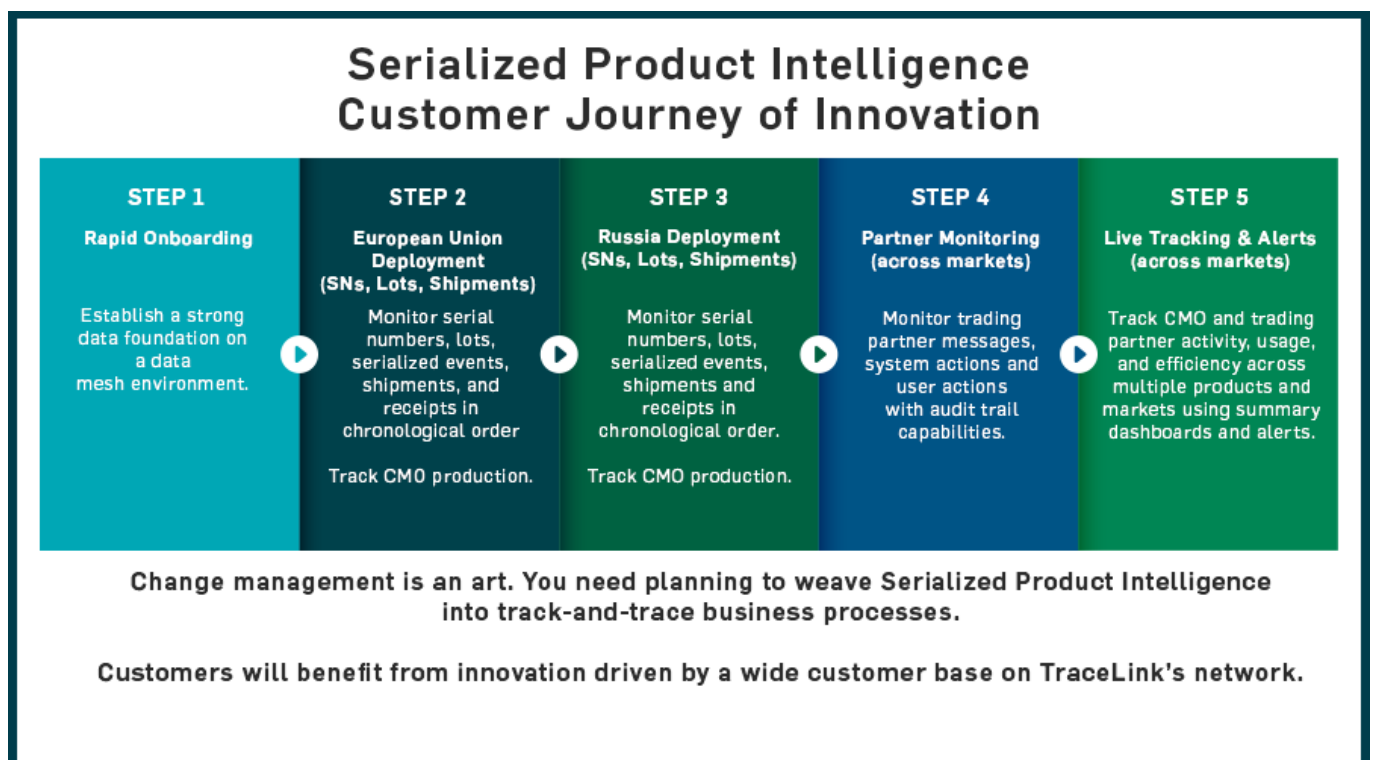 Serialized Product Intelligence
Customer Journey of Innovation
STEP 1
Rapid Onboarding
Establish a strong
data foundation on
a data
mesh environment.
STEP 2
European Union
Deployment
(SNs, Lots, Shipments)
Monitor serial
numbers, lots,
serialized events,
shipments, and
receipts in
chronological order
Track CMO production.
STEP 3
Russia Deployment
(SNs, Lots, Shipments)
Monitor serial
numbers, lots,
serialized events,
shipments and
receipts in
chronological order.
Track CMO production.
STEP 4
Partner Monitoring
(across markets)
Monitor trading
partner messages,
system actions and
user actions
with audit trail
capabilities.
STEP 5
Live Tracking & Alerts
(across markets)
Track CMO and trading
partner activity, usage,
and efficiency across
multiple products and
markets using summary
dashboards and alerts.
Change management is an art. You need planning to weave Serialized Product Intelligence
into track-and-trace business processes.
Customers will benefit from innovation driven by a wide customer base on TraceLink's network.